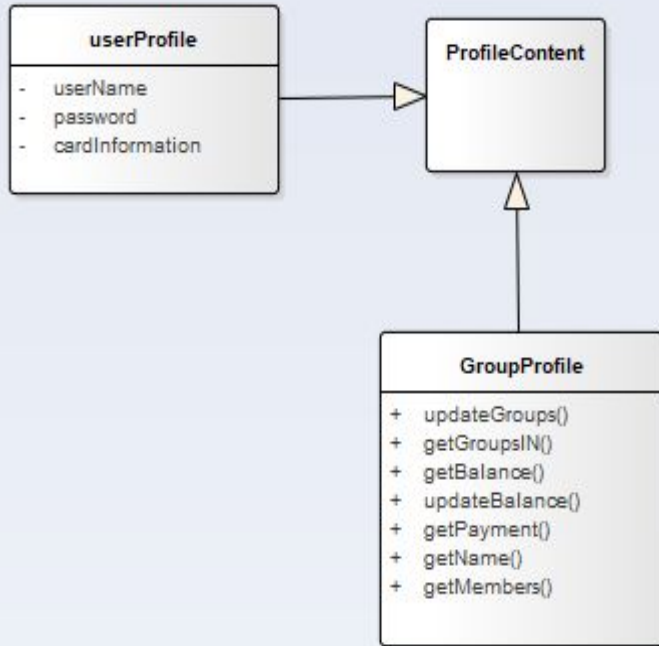 userProfile
- userName
- password
- cardInformation
ProfileContent
GroupProfile
+ updateGroups()
+ getGroupsIN()
+ getBalance()
+ updateBalance()
+ getPayment()
+ getName()
+ getMembers()